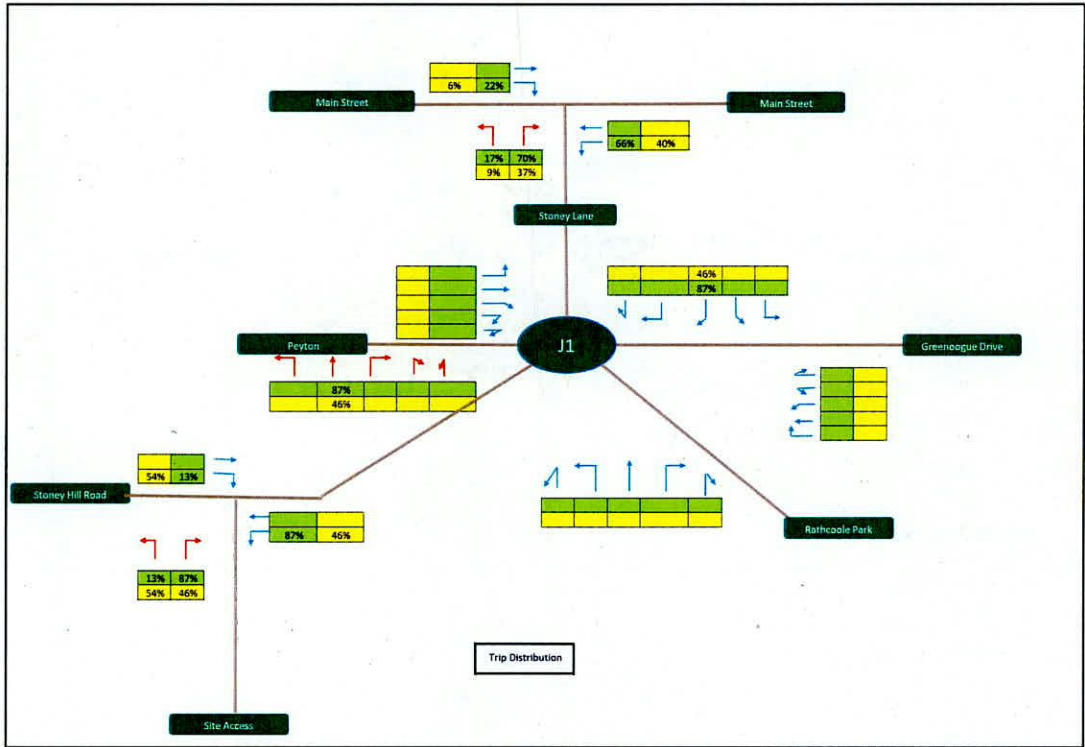 6% 22%
Main Street
Main Street
66% 40%
17% 70%
9% 37%
Stoney Lane
46%
87%
J1
Peyton
Greenogue Drive
87%
46%
54% 13%
Stoney Hill Road
87% 46%
Rathcoole Park
13% 87%
54% 46%
Trip Distribution
Site Access